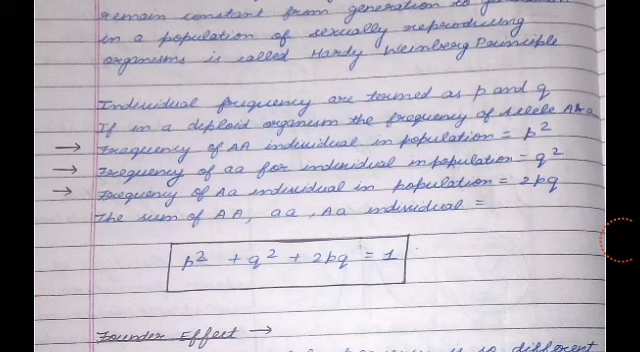 remain constant from generation to
in a population of sexually reproducing
organisms is called Hardy Weinberg Principle
Individual frequency are termed as p and q
If in a diploid organism the frequency of allele A & a
→ Frequency of AA individual in population = p²
→ Frequency of aa for individual in population = q²
→ Frequency of Aa individual in population = 2pq
The sum of AA, aa, Aa individual =
p² + q² + 2pq = 1
Founder Effect →
is so different